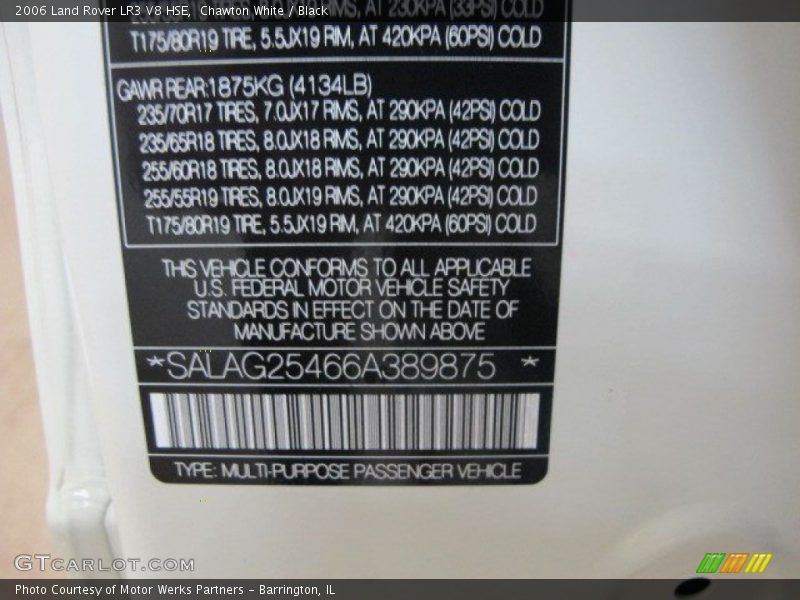 2006 Land Rover LR3 V8 HSE, Chawton White / Black
RIMS, AT 230KPA (33PSI) COLD
T175/80R19 TIRE, 5.5JX19 RIM, AT 420KPA (60PSI) COLD
GAWR REAR:1875KG (4134LB)
235/70R17 TIRES, 7.0JX17 RIMS, AT 290KPA (42PSI) COLD
235/65R18 TIRES, 8.0JX18 RIMS, AT 290KPA (42PSI) COLD
255/60R18 TIRES, 8.0JX18 RIMS, AT 290KPA (42PSI) COLD
255/55R19 TIRES, 8.0JX19 RIMS, AT 290KPA (42PSI) COLD
T175/80R19 TIRE, 5.5JX19 RIM, AT 420KPA (60PSI) COLD
THIS VEHICLE CONFORMS TO ALL APPLICABLE
U.S. FEDERAL MOTOR VEHICLE SAFETY
STANDARDS IN EFFECT ON THE DATE OF
MANUFACTURE SHOWN ABOVE
*SALAG25466A389875 *
TYPE: MULTI-PURPOSE PASSENGER VEHICLE
GTCARLOT.COM
Photo Courtesy of Motor Werks Partners - Barrington, IL